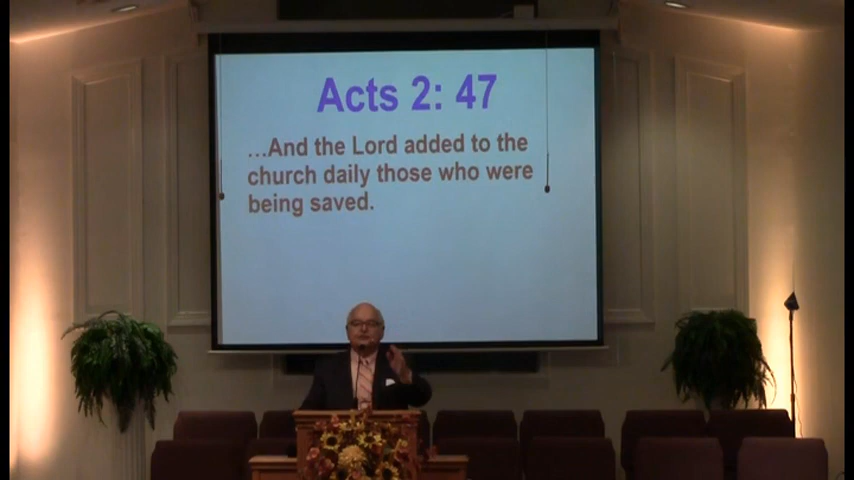 Acts 2: 47
...And the Lord added to the
church daily those who were
being saved.